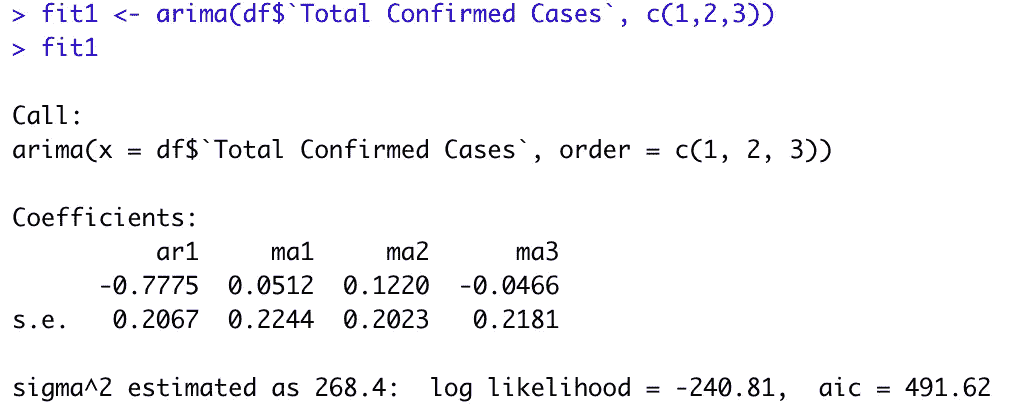 > fit1 <- arima(df$`Total Confirmed Cases`, c(1,2,3))
> fit1
Call:
arima(x = df$`Total Confirmed Cases`, order = c(1, 2, 3))
Coefficients:
ar1 ma1 ma2 ma3
-0.7775 0.0512 0.1220 -0.0466
s.e. 0.2067 0.2244 0.2023 0.2181
sigma^2 estimated as 268.4: log likelihood = -240.81, aic = 491.62